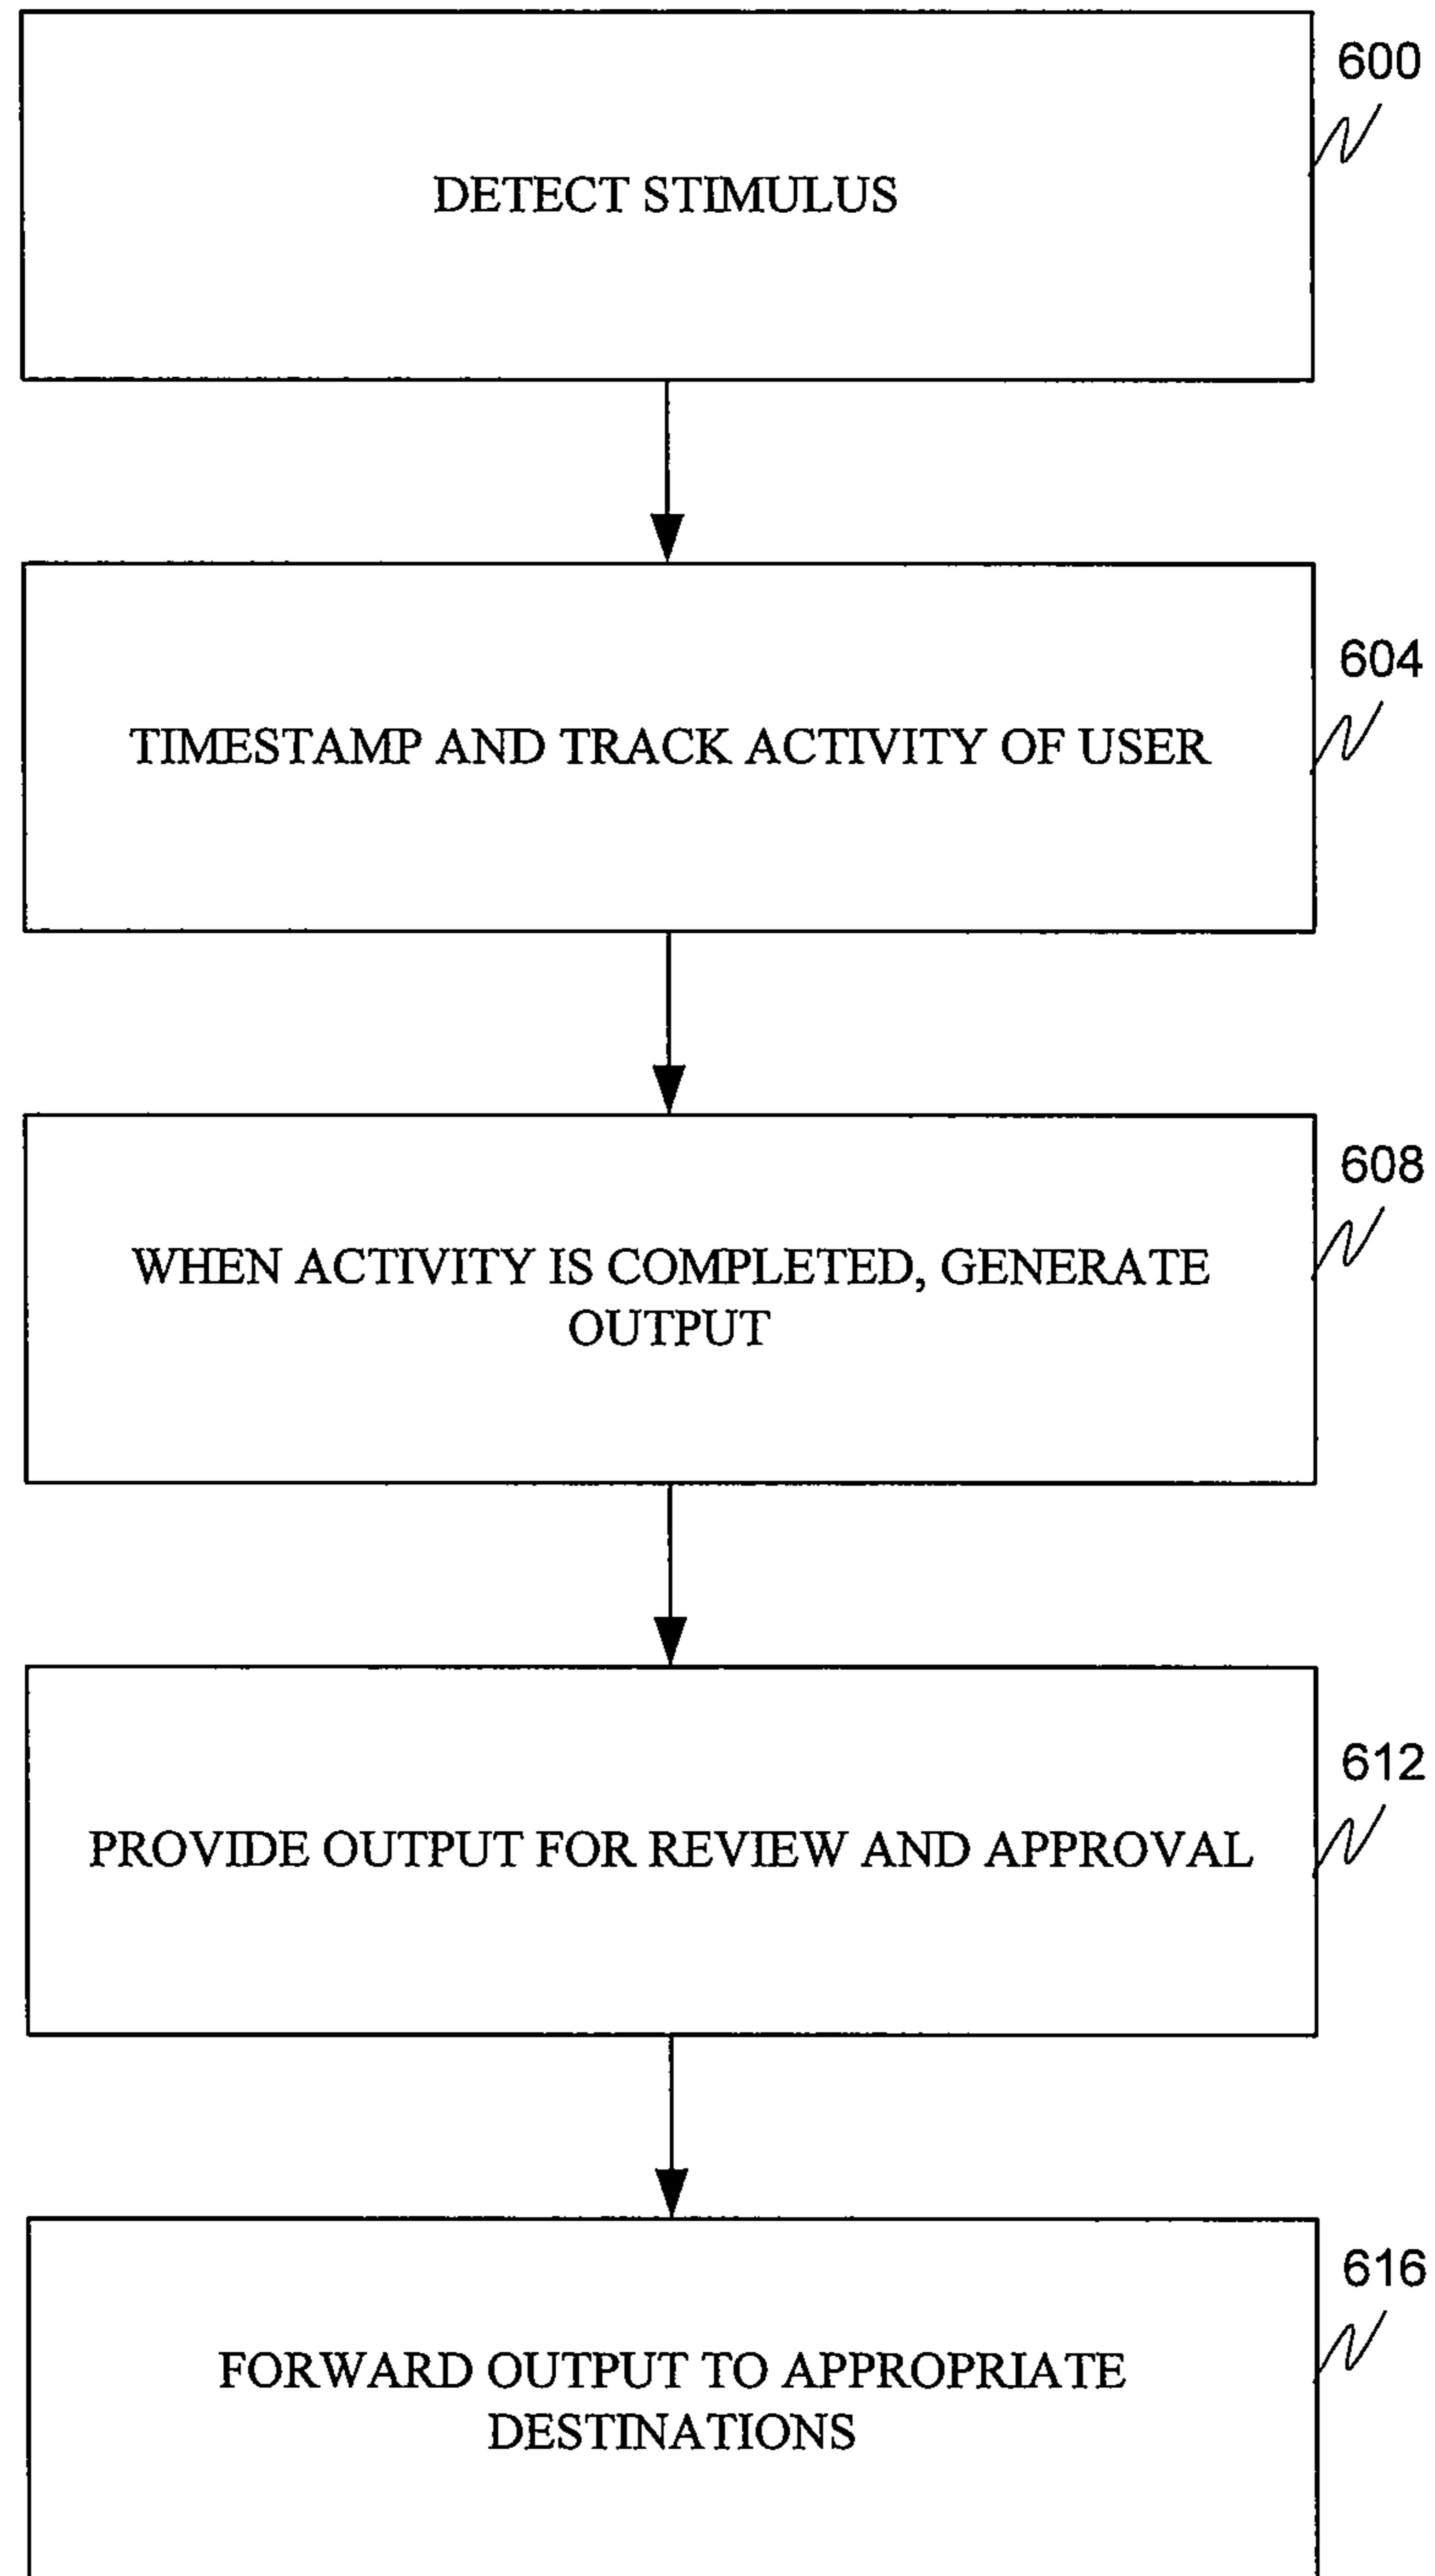 600
DETECT STIMULUS
604
TIMESTAMP AND TRACK ACTIVITY OF USER
608
WHEN ACTIVITY IS COMPLETED, GENERATE
OUTPUT
612
PROVIDE OUTPUT FOR REVIEW AND APPROVAL
616
FORWARD OUTPUT TO APPROPRIATE
DESTINATIONS